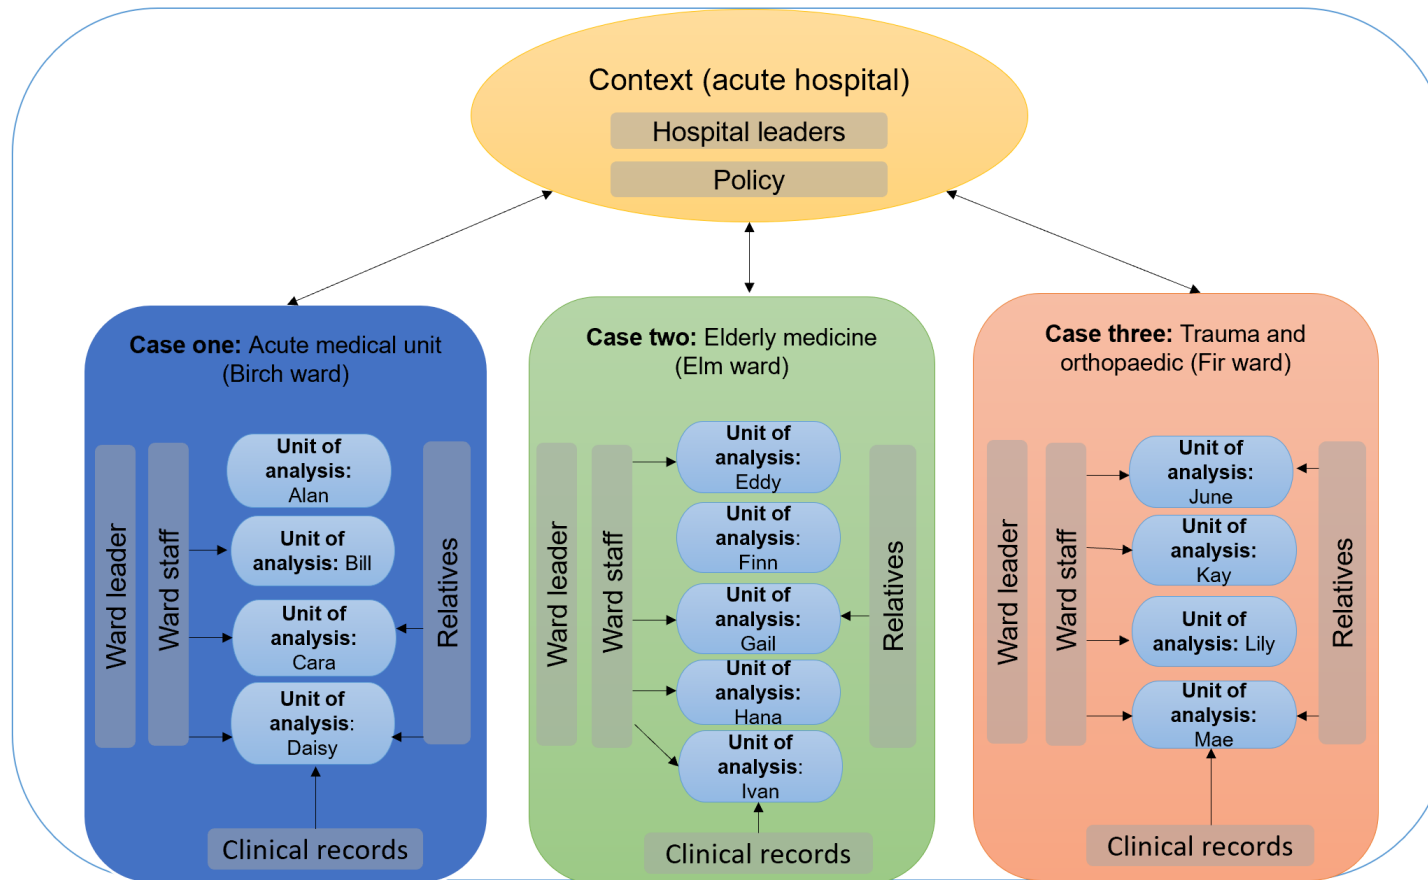 Context (acute hospital)
Hospital leaders
Policy
Case one: Acute medical unit
(Birch ward)
Ward leader
Ward staff
Unit of
analysis:
Alan
Unit of
analysis: Bill
Unit of
analysis:
Cara
Unit of
analysis:
Daisy
Relatives
Clinical records
Case two: Elderly medicine
(Elm ward)
Ward leader
Ward staff
Unit of
analysis:
Eddy
Unit of
analysis:
Finn
Unit of
analysis:
Gail
Unit of
analysis:
Hana
Unit of
analysis:
Ivan
Relatives
Clinical records
Case three: Trauma and
orthopaedic (Fir ward)
Ward leader
Ward staff
Unit of
analysis:
June
Unit of
analysis:
Kay
Unit of
analysis: Lily
Unit of
analysis:
Mae
Relatives
Clinical records